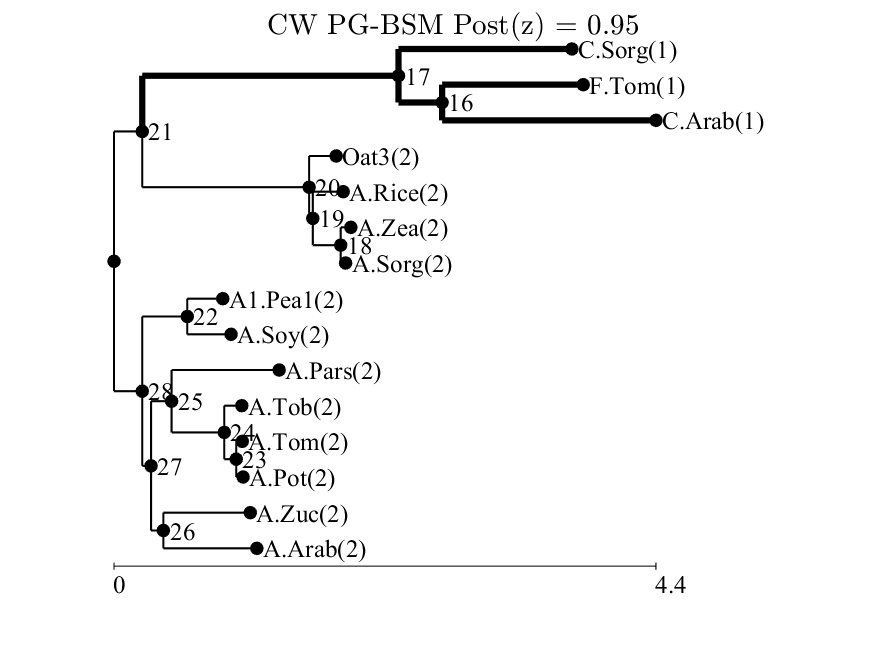 CW PG-BSM Post(z) = 0.95
C.Sorg(1)
17
F.Tom(1)
16
C.Arab(1)
21
Oat3(2)
20
A.Rice(2)
19
A.Zea(2)
18
A.Sorg(2)
A1.Pea1(2)
22
A.Soy(2)
A.Pars(2)
28
25
A.Tob(2)
24
A.Tom(2)
23
27
A.Pot(2)
A.Zuc(2)
26
A.Arab(2)
0
4.4